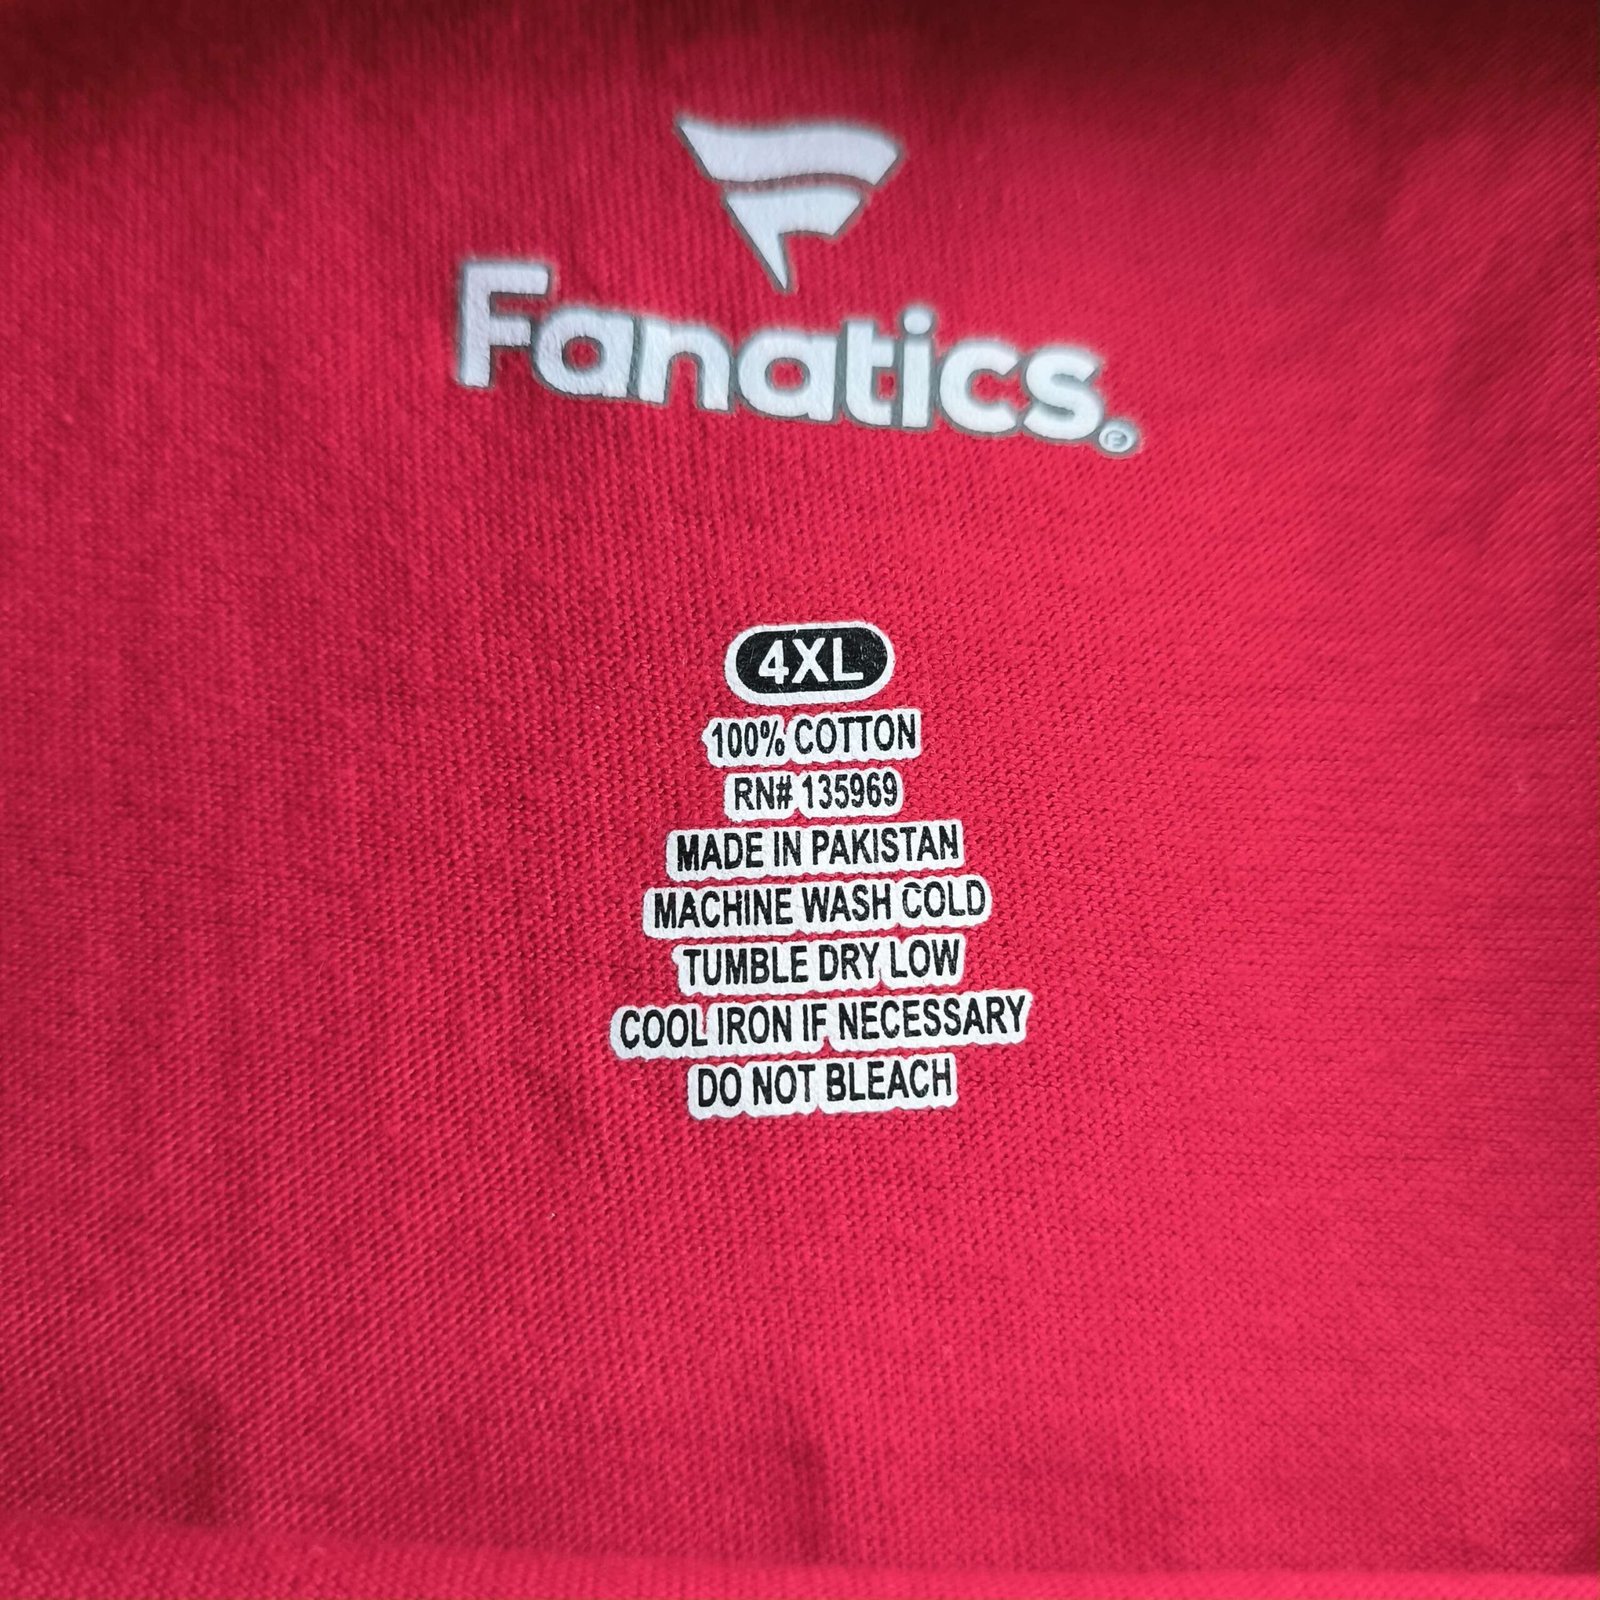 Fanatics®
4XL
100% COTTON
RN# 135969
MADE IN PAKISTAN
MACHINE WASH COLD
TUMBLE DRY LOW
COOL IRON IF NECESSARY
DO NOT BLEACH